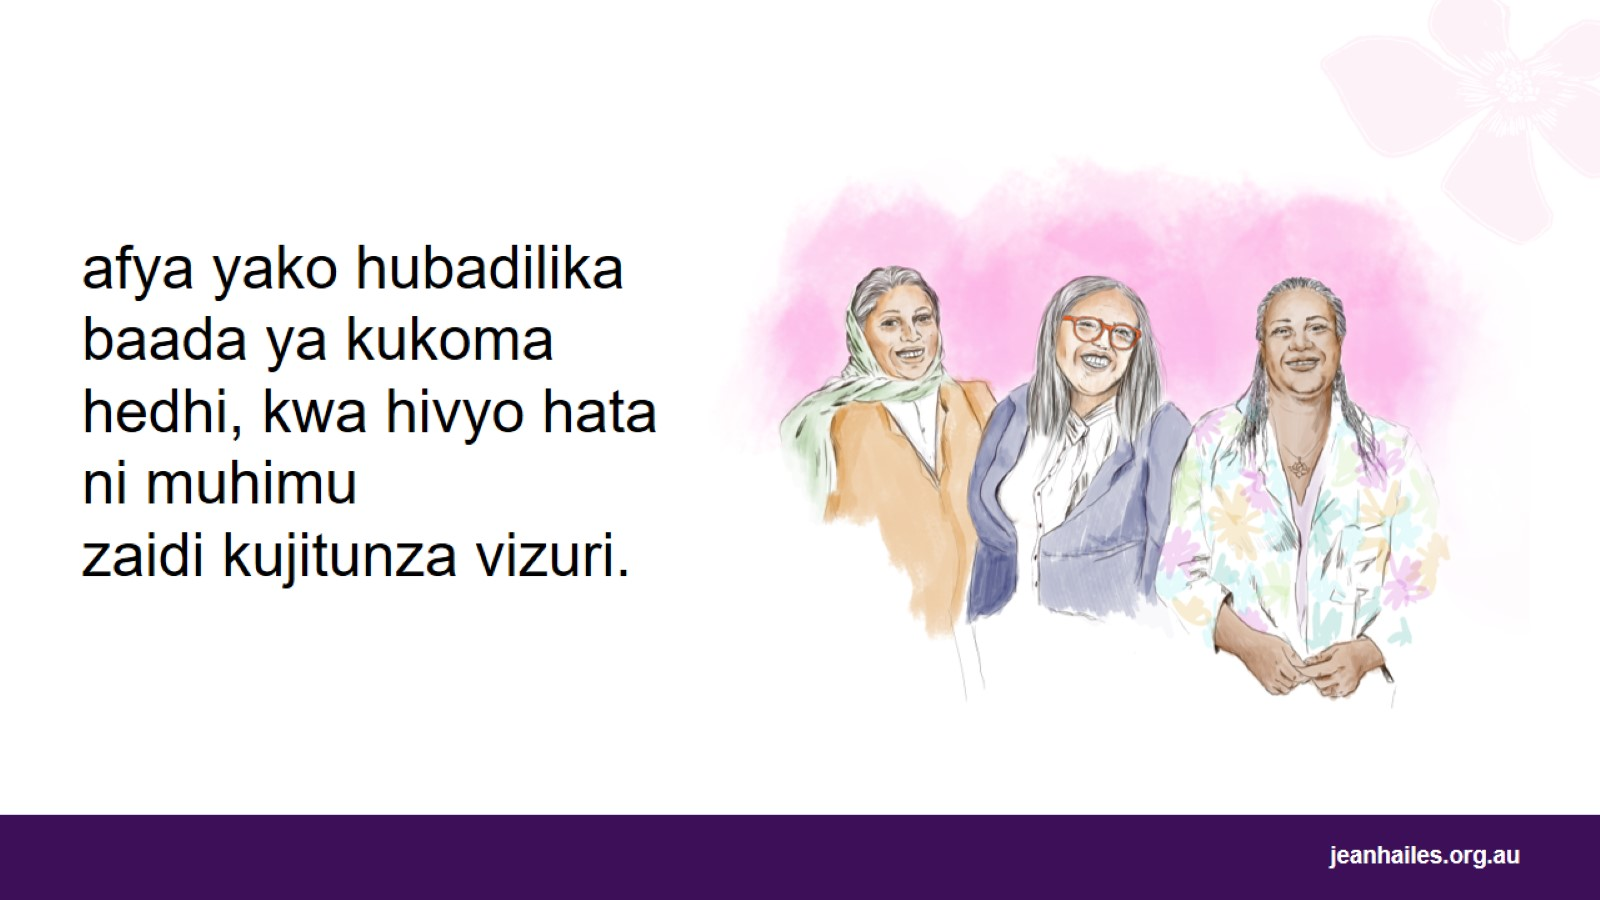 afya yako hubadilika
baada ya kukoma
hedhi, kwa hivyo hata
ni muhimu
zaidi kujitunza vizuri.
jeanhailes.org.au